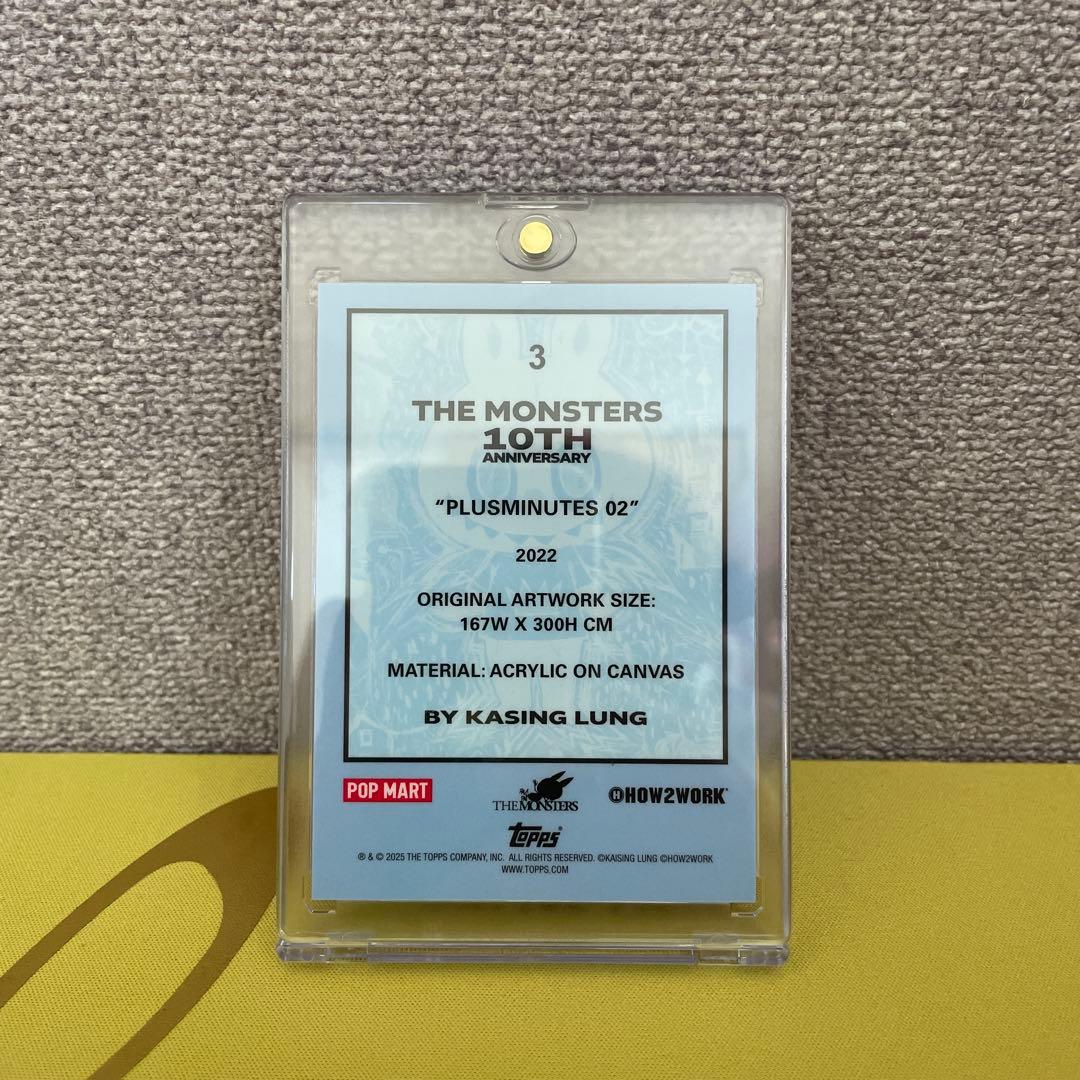 3
THE MONSTERS
10TH
ANNIVERSARY
“PLUSMINUTES 02”
2022
ORIGINAL ARTWORK SIZE:
167W X 300H CM
MATERIAL: ACRYLIC ON CANVAS
BY KASING LUNG
POP MART
THE MONSTERS
HOW2WORK
topps
® & © 2025 THE TOPPS COMPANY, INC. ALL RIGHTS RESERVED. ©KAISING LUNG ©HOW2WORK
WWW.TOPPS.COM